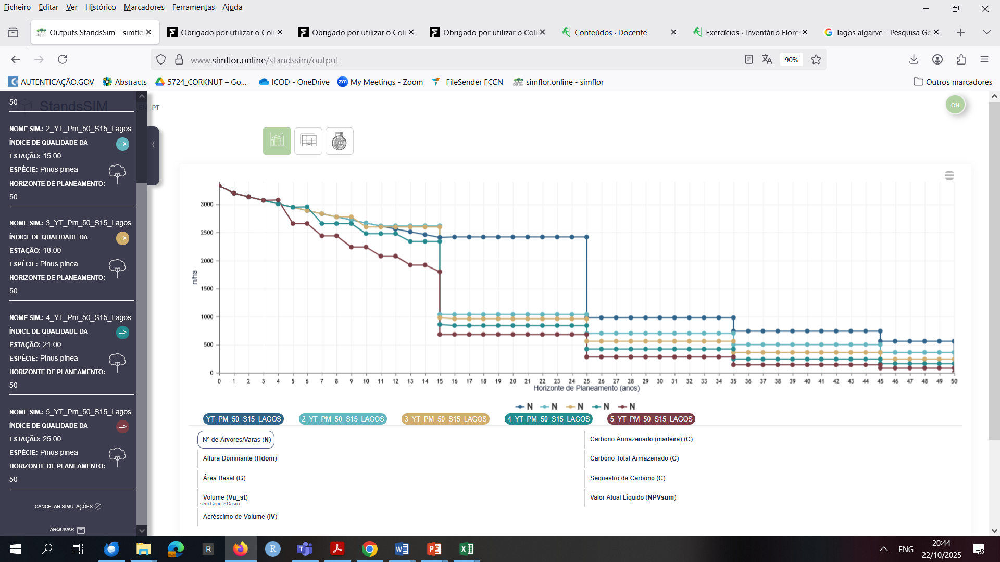 Ficheiro Editar Ver Histórico Marcadores Ferramentas Ajuda
Outputs StandsSim - simflo
Obrigado por utilizar o Coli
Obrigado por utilizar o Coli
Obrigado por utilizar o Coli
Conteúdos · Docente
Exercícios · Inventário Flores
lagos algarve - Pesquisa Go
www.simflor.online/standssim/output
90%
AUTENTICAÇÃO.GOV
Abstracts
5724_CORKNUT – Go...
ICOD - OneDrive
zm My Meetings - Zoom
FileSender FCCN
simflor.online - simflor
Outros marcadores
50
StandsSIM
EN PT
ON
NOME SIM.: 2_YT_Pm_50_S15_Lagos
ÍNDICE DE QUALIDADE DA
-->
ESTAÇÃO: 15.00
ESPÉCIE: Pinus pinea
HORIZONTE DE PLANEAMENTO:
50
NOME SIM.: 3_YT_Pm_50_S15_Lagos
ÍNDICE DE QUALIDADE DA
-->
ESTAÇÃO: 18.00
ESPÉCIE: Pinus pinea
HORIZONTE DE PLANEAMENTO:
50
NOME SIM.: 4_YT_Pm_50_S15_Lagos
ÍNDICE DE QUALIDADE DA
-->
ESTAÇÃO: 21.00
ESPÉCIE: Pinus pinea
HORIZONTE DE PLANEAMENTO:
50
NOME SIM.: 5_YT_Pm_50_S15_Lagos
ÍNDICE DE QUALIDADE DA
-->
ESTAÇÃO: 25.00
ESPÉCIE: Pinus pinea
HORIZONTE DE PLANEAMENTO:
50
CANCELAR SIMULAÇÕES
ARQUIVAR
3000
2500
2000
1500
1000
500
0
n/ha
0 1 2 3 4 5 6 7 8 9 10 11 12 13 14 15 16 17 18 19 20 21 22 23 24 25 26 27 28 29 30 31 32 33 34 35 36 37 38 39 40 41 42 43 44 45 46 47 48 49 50
Horizonte de Planeamento (anos)
N N N N N
YT_PM_50_S15_LAGOS 2_YT_PM_50_S15_LAGOS 3_YT_PM_50_S15_LAGOS 4_YT_PM_50_S15_LAGOS 5_YT_PM_50_S15_LAGOS
Nº de Árvores/Varas (N)
Altura Dominante (Hdom)
Área Basal (G)
Volume (Vu_st)
sem Cepo e Casca
Acréscimo de Volume (iV)
Carbono Armazenado (madeira) (C)
Carbono Total Armazenado (C)
Sequestro de Carbono (C)
Valor Atual Líquido (NPVsum)
R
R
ENG
20:44
22/10/2025